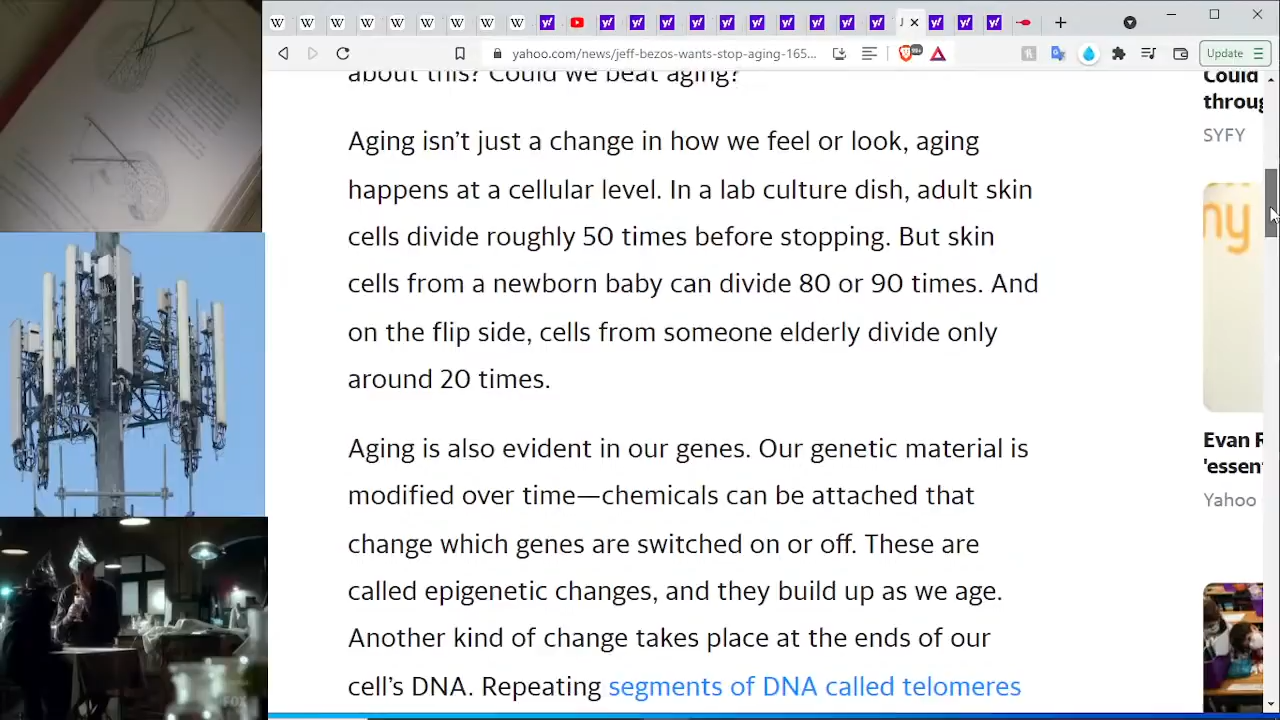 yahoo.com/news/jeff-bezos-wants-stop-aging-165...
99+
Update
about this? Could we beat aging?
Aging isn’t just a change in how we feel or look, aging
happens at a cellular level. In a lab culture dish, adult skin
cells divide roughly 50 times before stopping. But skin
cells from a newborn baby can divide 80 or 90 times. And
on the flip side, cells from someone elderly divide only
around 20 times.
Aging is also evident in our genes. Our genetic material is
modified over time—chemicals can be attached that
change which genes are switched on or off. These are
called epigenetic changes, and they build up as we age.
Another kind of change takes place at the ends of our
cell’s DNA. Repeating segments of DNA called telomeres
Could
throug
SYFY
ny
Evan R
'essen
Yahoo
FOX